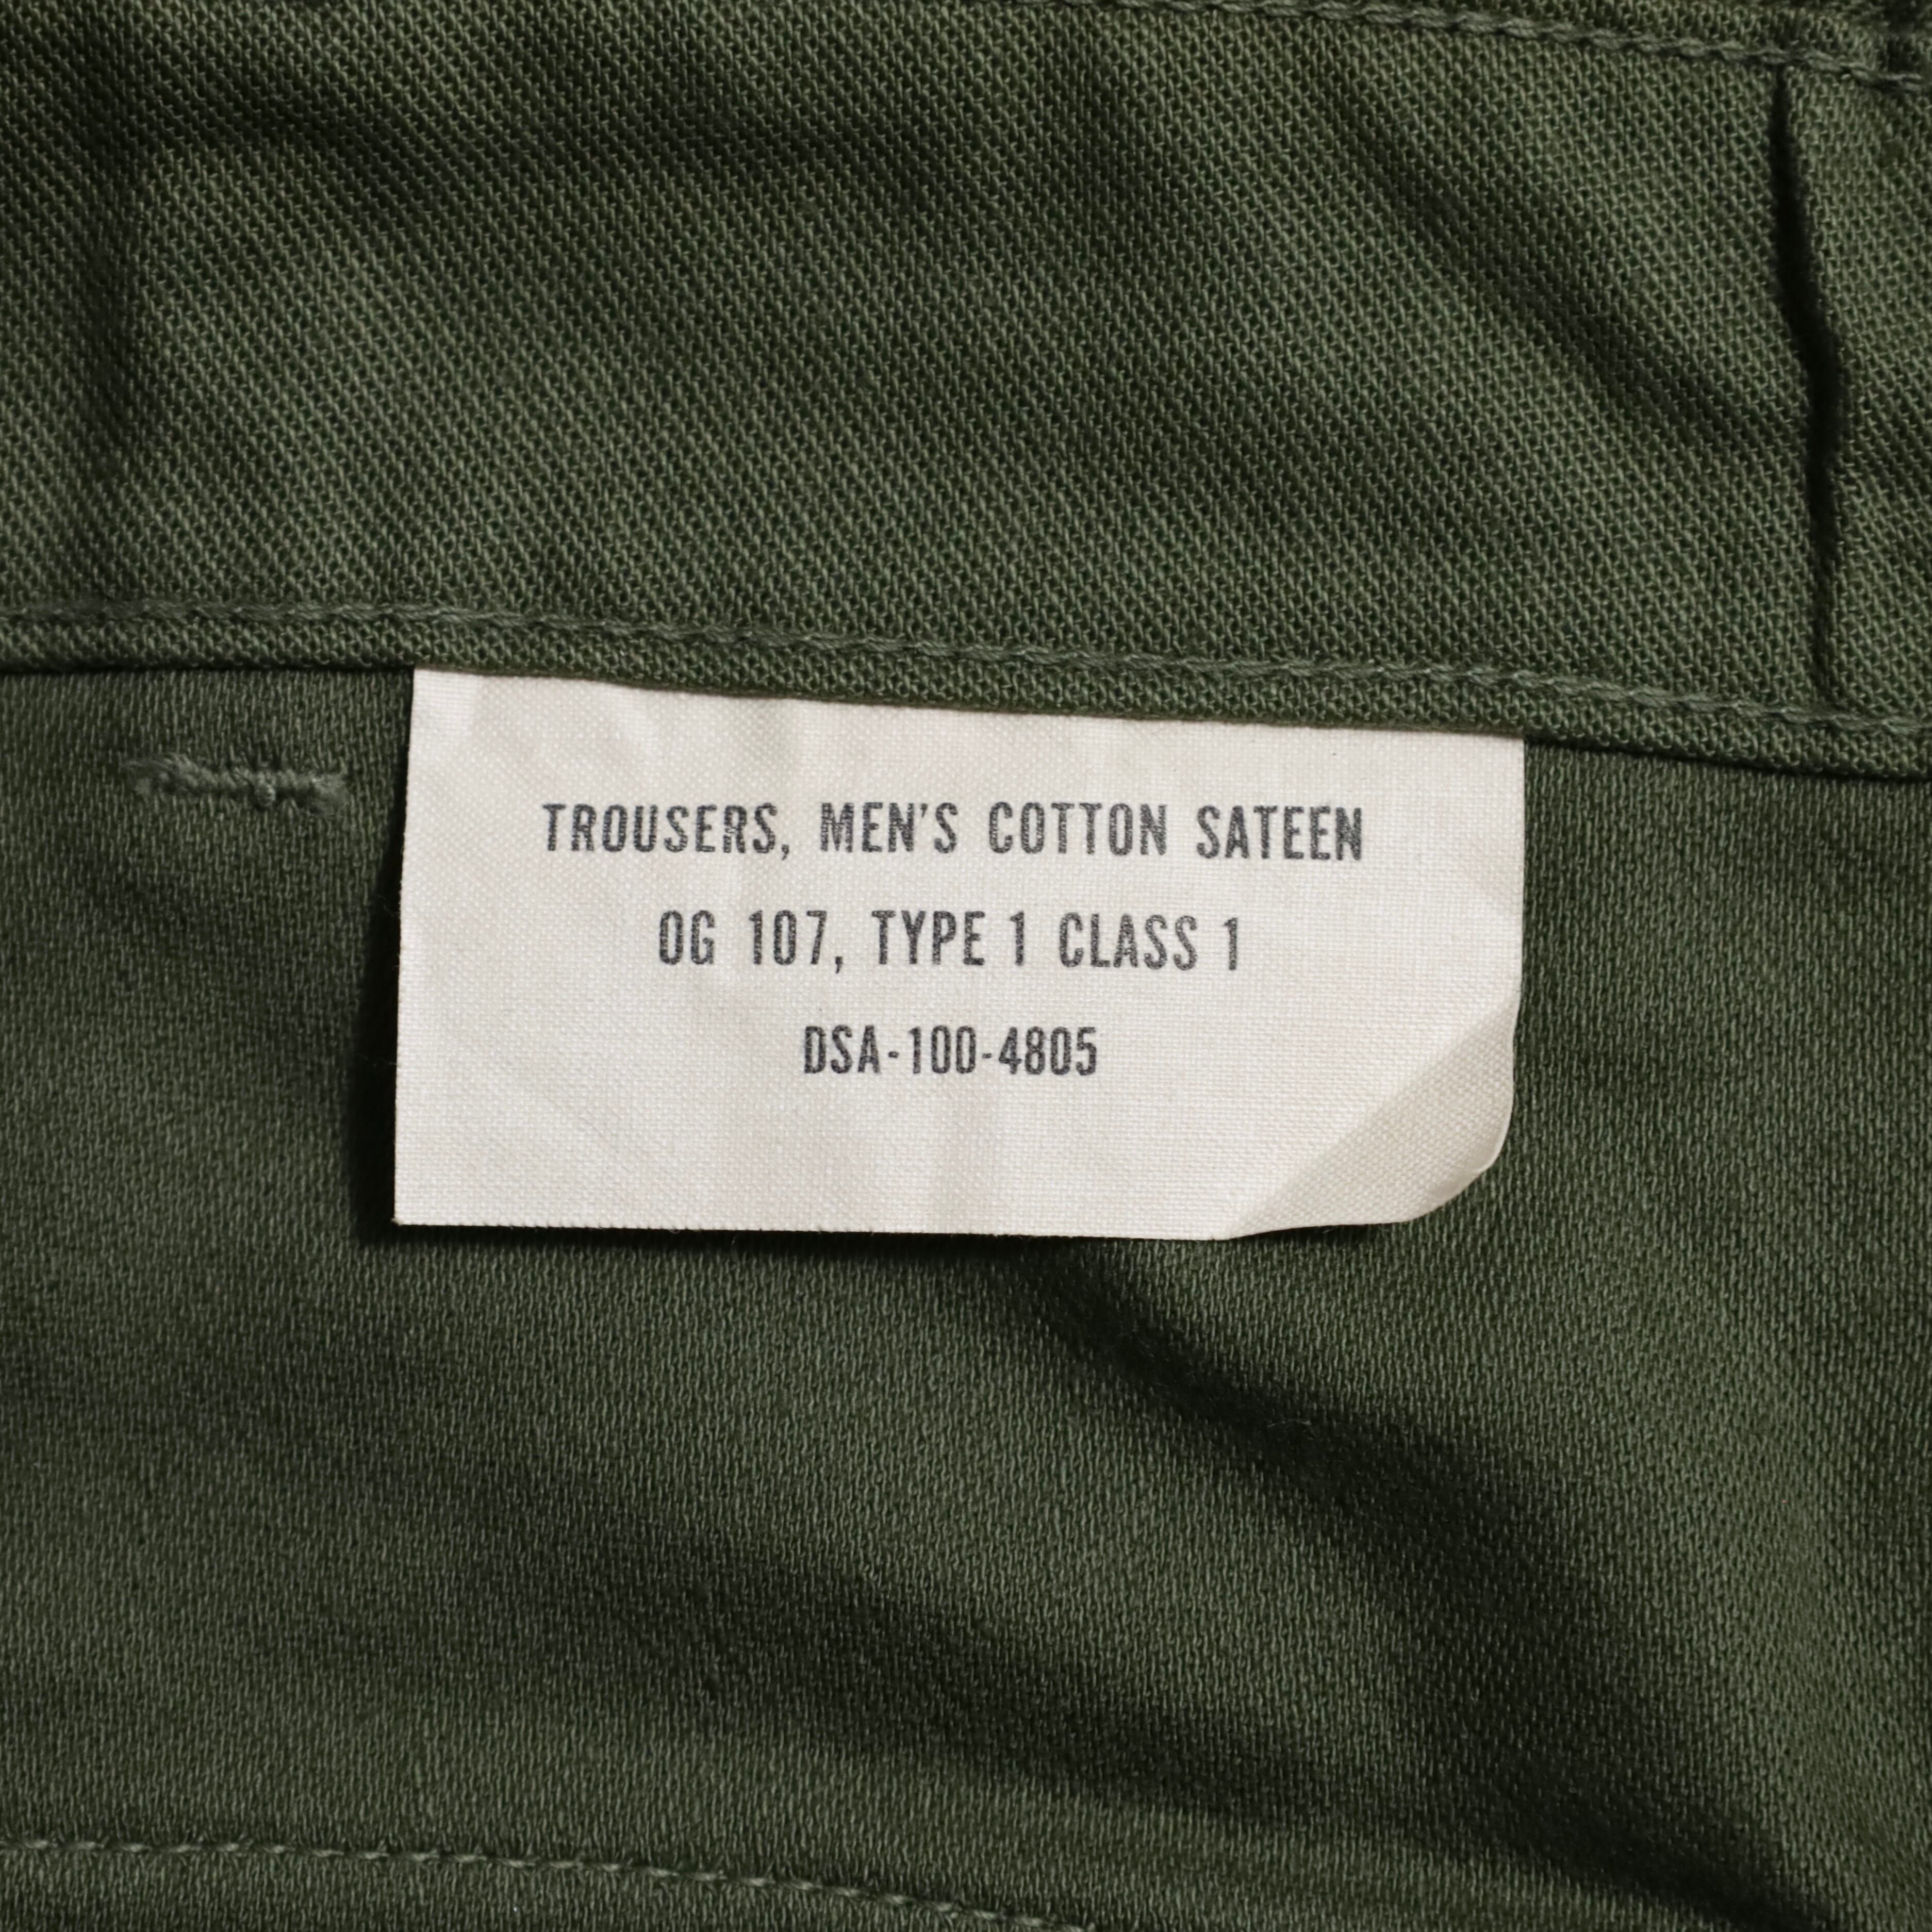 TROUSERS, MEN'S COTTON SATEEN
OG 107, TYPE 1 CLASS 1
DSA-100-4805